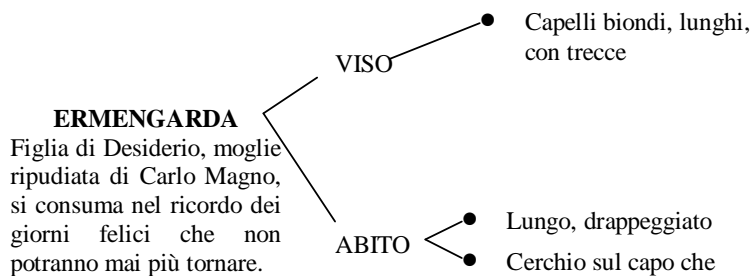 ERMENGARDA
Figlia di Desiderio, moglie
ripudiata di Carlo Magno,
si consuma nel ricordo dei
giorni felici che non
potranno mai più tornare.
VISO
Capelli biondi, lunghi,
con trecce
ABITO
Lungo, drappeggiato
Cerchio sul capo che